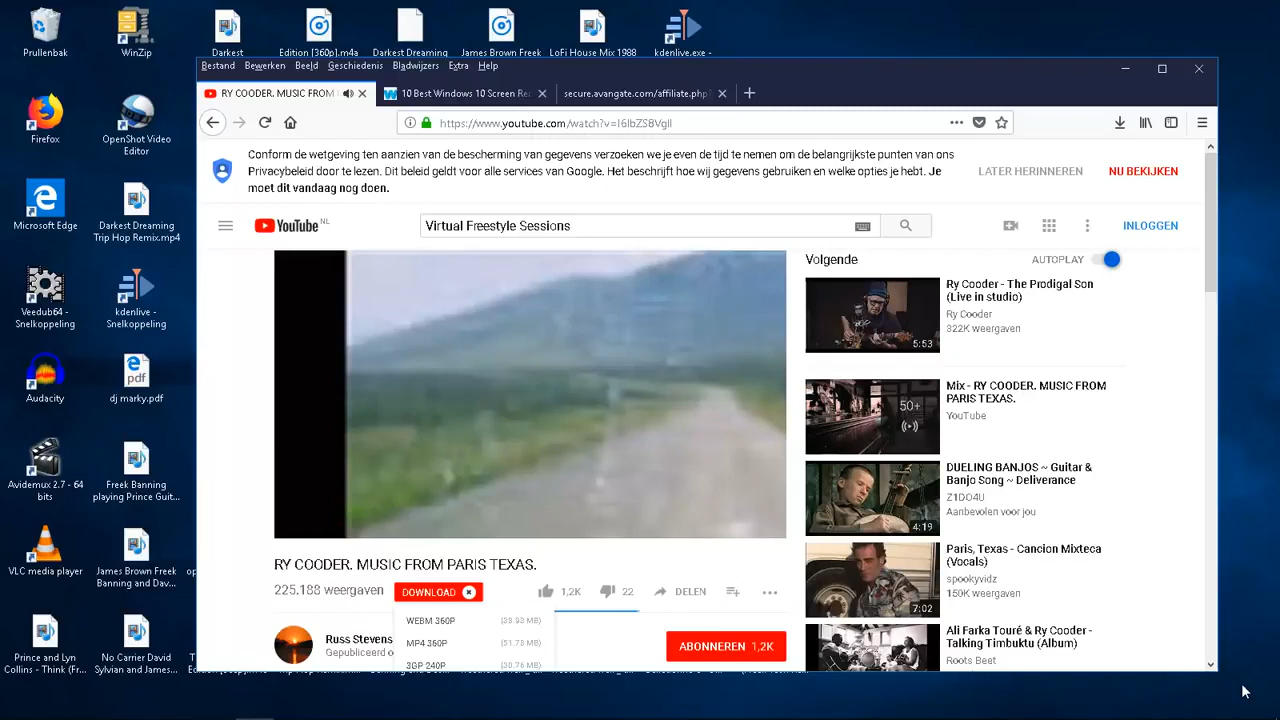 Prullenbak
WinZip
Darkest
Edition [360p].m4a
Darkest Dreaming
James Brown Freek
LoFi House Mix 1988
kdenlive.exe -
Bestand Bewerken Beeld Geschiedenis Bladwijzers Extra Help
RY COODER. MUSIC FROM
10 Best Windows 10 Screen Re
secure.avangate.com/affiliate.php
https://www.youtube.com/watch?v=I6IbZS8VgII
Firefox
OpenShot Video
Editor
Conform de wetgeving ten aanzien van de bescherming van gegevens verzoeken we je even de tijd te nemen om de belangrijkste punten van ons
Privacybeleid door te lezen. Dit beleid geldt voor alle services van Google. Het beschrijft hoe wij gegevens gebruiken en welke opties je hebt. Je
moet dit vandaag nog doen.
LATER HERINNEREN
NU BEKIJKEN
Microsoft Edge
Darkest Dreaming
Trip Hop Remix.mp4
YouTube NL
Virtual Freestyle Sessions
INLOGGEN
Volgende
AUTOPLAY
Ry Cooder - The Prodigal Son
(Live in studio)
Ry Cooder
322K weergaven
5:53
Veedub64 -
Snelkoppeling
kdenlive -
Snelkoppeling
Mix - RY COODER. MUSIC FROM
PARIS TEXAS.
YouTube
50+
Audacity
pdf
dj marky.pdf
DUELING BANJOS ~ Guitar &
Banjo Song ~ Deliverance
Z1DO4U
Aanbevolen voor jou
4:19
Avidemux 2.7 - 64
bits
Freek Banning
playing Prince Guit...
Paris, Texas - Cancion Mixteca
(Vocals)
spookyvidz
150K weergaven
7:02
VLC media player
James Brown Freek
Banning and Dav...
RY COODER. MUSIC FROM PARIS TEXAS.
225.188 weergaven
DOWNLOAD
1,2K
22
DELEN
WEBM 360P (38.93 MB)
MP4 360P (51.78 MB)
3GP 240P (30.76 MB)
Russ Stevens
Gepubliceerd o
ABONNEREN 1,2K
Ali Farka Touré & Ry Cooder -
Talking Timbuktu (Album)
Roots Beet
Prince and Lyn
Collins - Think (Fr...
No Carrier David
Sylvian and James...